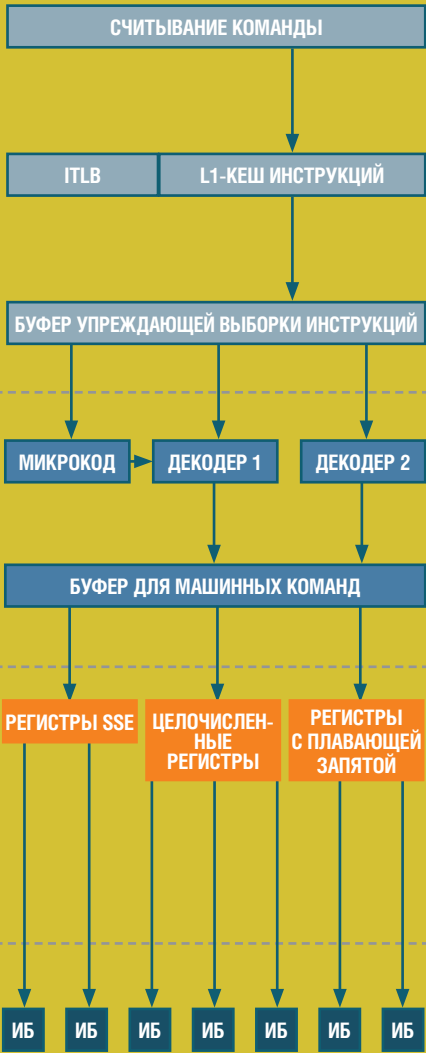 СЧИТЫВАНИЕ КОМАНДЫ
ITLB
L1-КЕШ ИНСТРУКЦИЙ
БУФЕР УПРЕЖДАЮЩЕЙ ВЫБОРКИ ИНСТРУКЦИЙ
МИКРОКОД
ДЕКОДЕР 1
ДЕКОДЕР 2
БУФЕР ДЛЯ МАШИННЫХ КОМАНД
РЕГИСТРЫ SSE
ЦЕЛОЧИСЛЕН-
НЫЕ
РЕГИСТРЫ
РЕГИСТРЫ
С ПЛАВАЮЩЕЙ
ЗАПЯТОЙ
ИБ
ИБ
ИБ
ИБ
ИБ
ИБ
ИБ